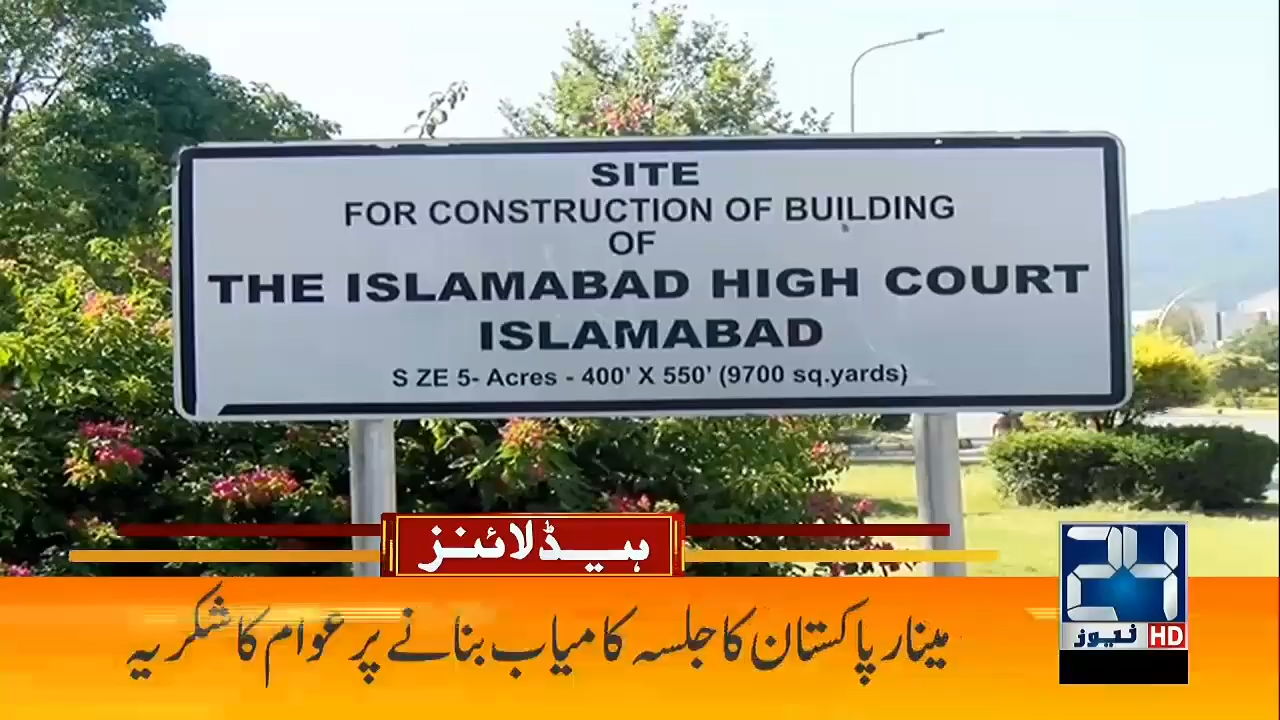 SITE
FOR CONSTRUCTION OF BUILDING
OF
THE ISLAMABAD HIGH COURT
ISLAMABAD
S ZE 5- Acres - 400' X 550' (9700 sq.yards)
ہیڈلائنز
مینار پاکستان کا جلسہ کامیاب بنانے پر عوام کا شکریہ
24
نیوز HD